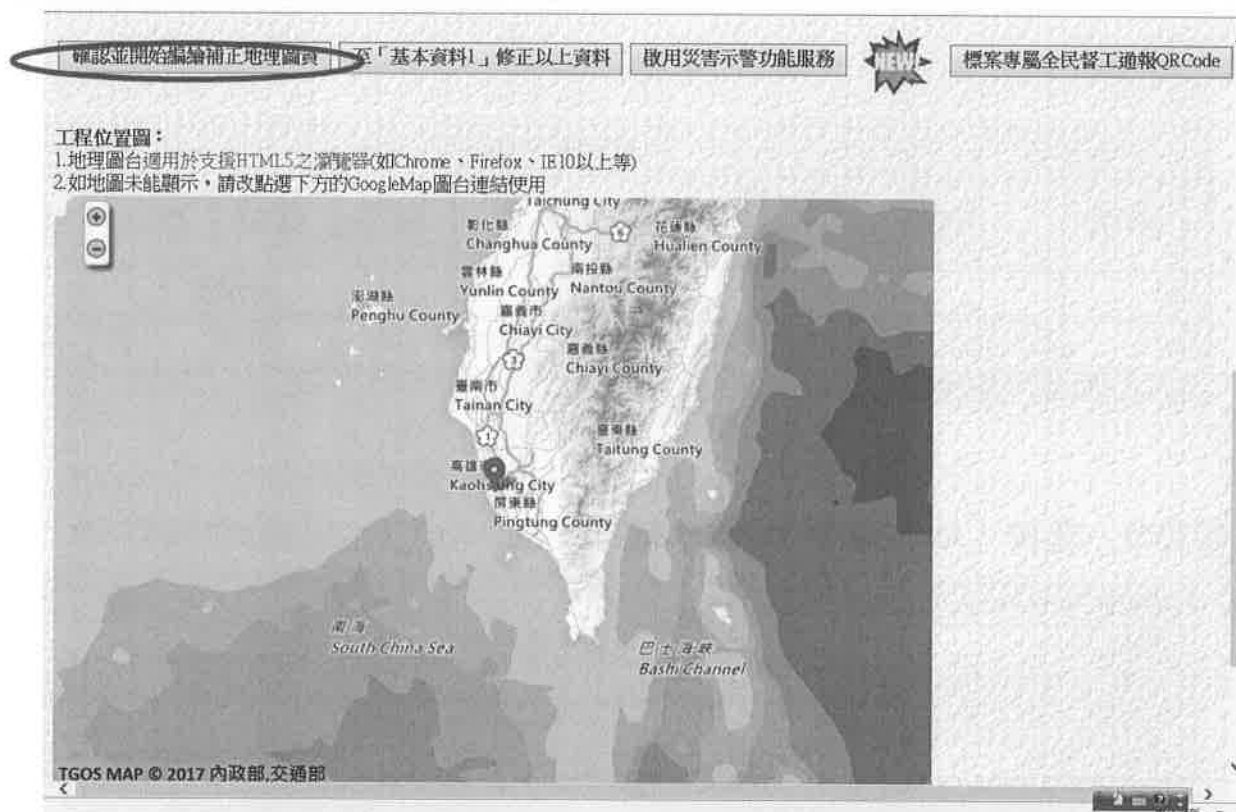 確認並開始編繪補正地理圖資
至「基本資料1」修正以上資料
啟用災害示警功能服務
NEW!
標案專屬全民督工通報QRCode
工程位置圖：
1.地理圖台適用於支援HTML5之瀏覽器(如Chrome、Firefox、IE10以上等)
2.如地圖未能顯示，請改點選下方的GoogleMap圖台連結使用
Taichung City
彰化縣
Changhua County
6
花蓮縣
Hualien County
雲林縣
Yunlin County
南投縣
Nantou County
澎湖縣
Penghu County
嘉義市
Chiayi City
3
嘉義縣
Chiayi County
臺南市
Tainan City
1
臺東縣
Taitung County
高雄
Kaohsiung City
屏東縣
Pingtung County
南海
South China Sea
巴士海峽
Bashi Channel
TGOS MAP © 2017 內政部,交通部